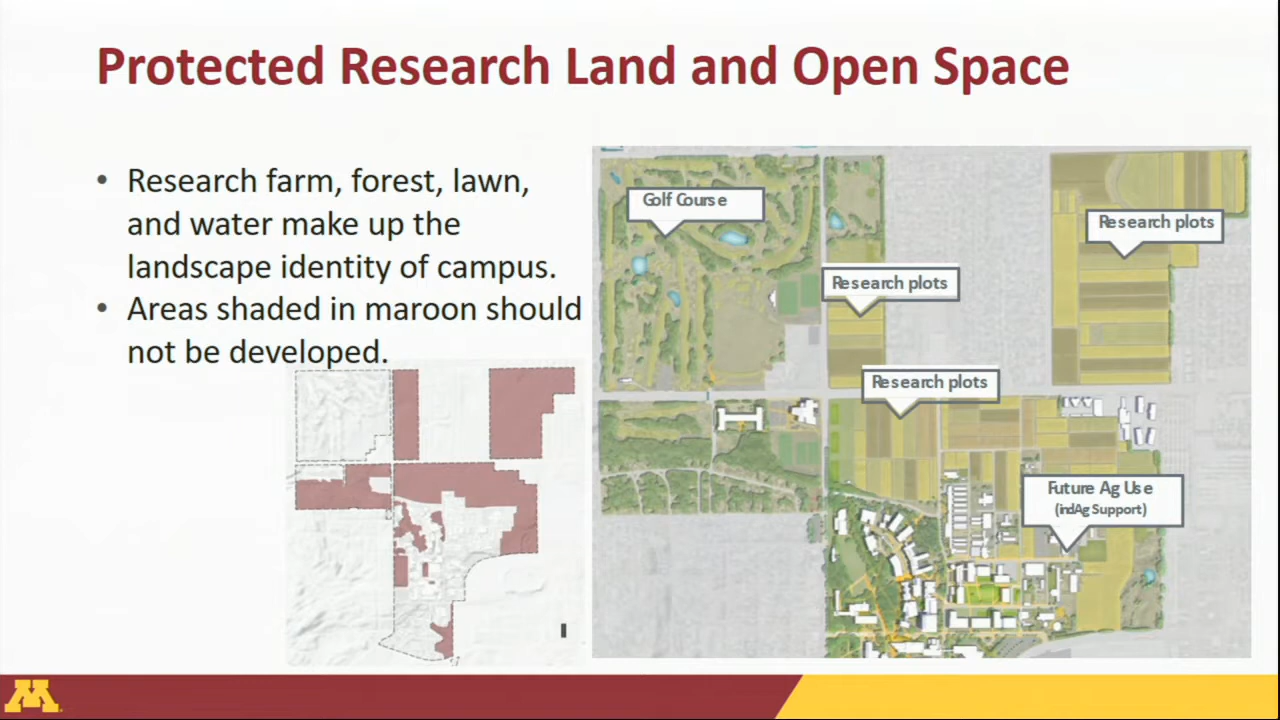 Protected Research Land and Open Space
• Research farm, forest, lawn,
and water make up the
landscape identity of campus.
• Areas shaded in maroon should
not be developed.
Golf Course
Research plots
Research plots
Research plots
Future Ag Use
(indAg Support)
M